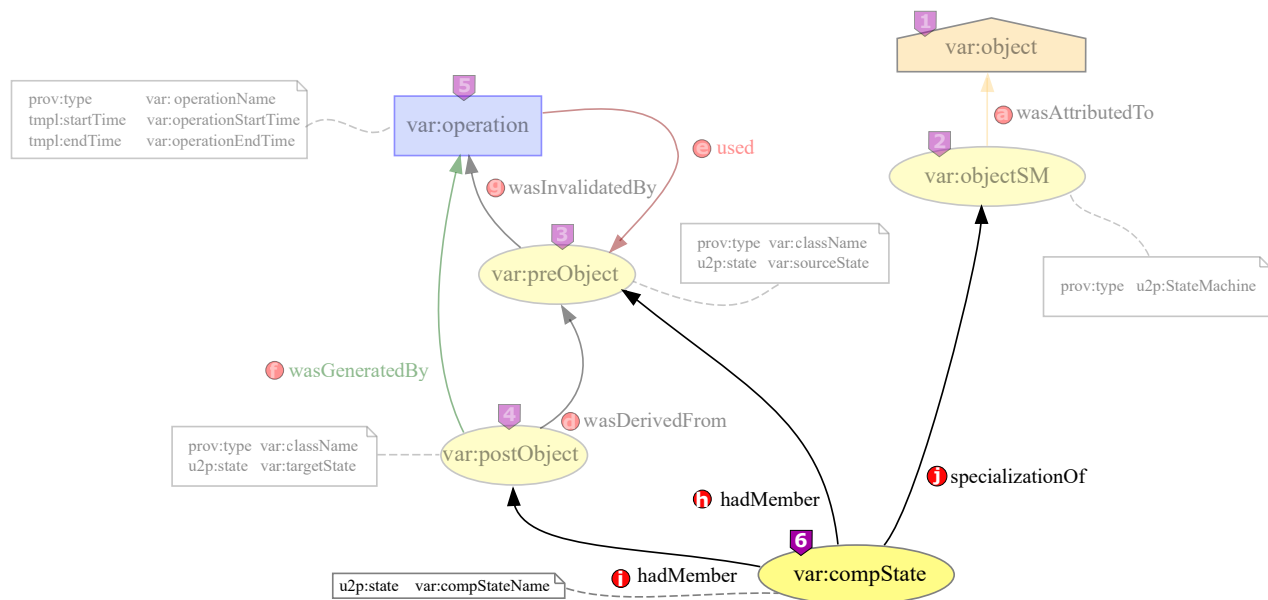 1
var:object
5
prov:type var: operationName
tmpl:startTime var:operationStartTime
tmpl:endTime var:operationEndTime
var:operation
a wasAttributedTo
e used
2
var:objectSM
g wasInvalidatedBy
3
var:preObject
prov:type var:className
u2p:state var:sourceState
prov:type u2p:StateMachine
f wasGeneratedBy
4
d wasDerivedFrom
prov:type var:className
u2p:state var:targetState
var:postObject
j specializationOf
h hadMember
6
var:compState
i hadMember
u2p:state var:compStateName